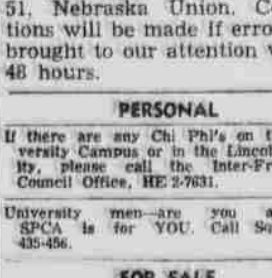 51, Nebraska Union. C
tions will be made if erro
brought to our attention
48 hours.
PERSONAL
If there are any Chi Phi's on
versity Campus or in the Lincol
ity, please call the Inter-Fr
Council Office, HE 2-7631.
University men—are you a
SPCA is for YOU. Call
435-456.
FOR SALE